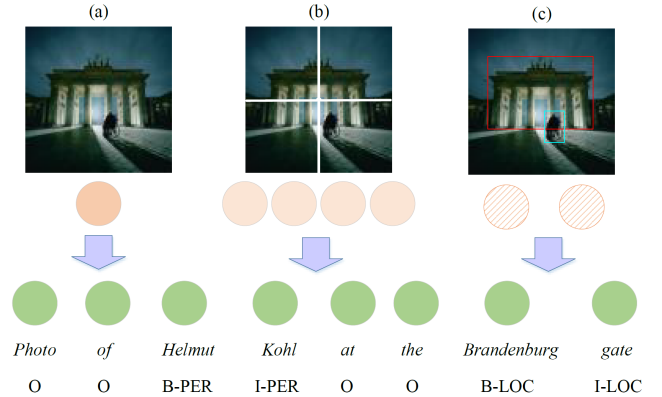 (a) (b) (c)
Photo of Helmut Kohl at the Brandenburg gate
O O B-PER I-PER O O B-LOC I-LOC